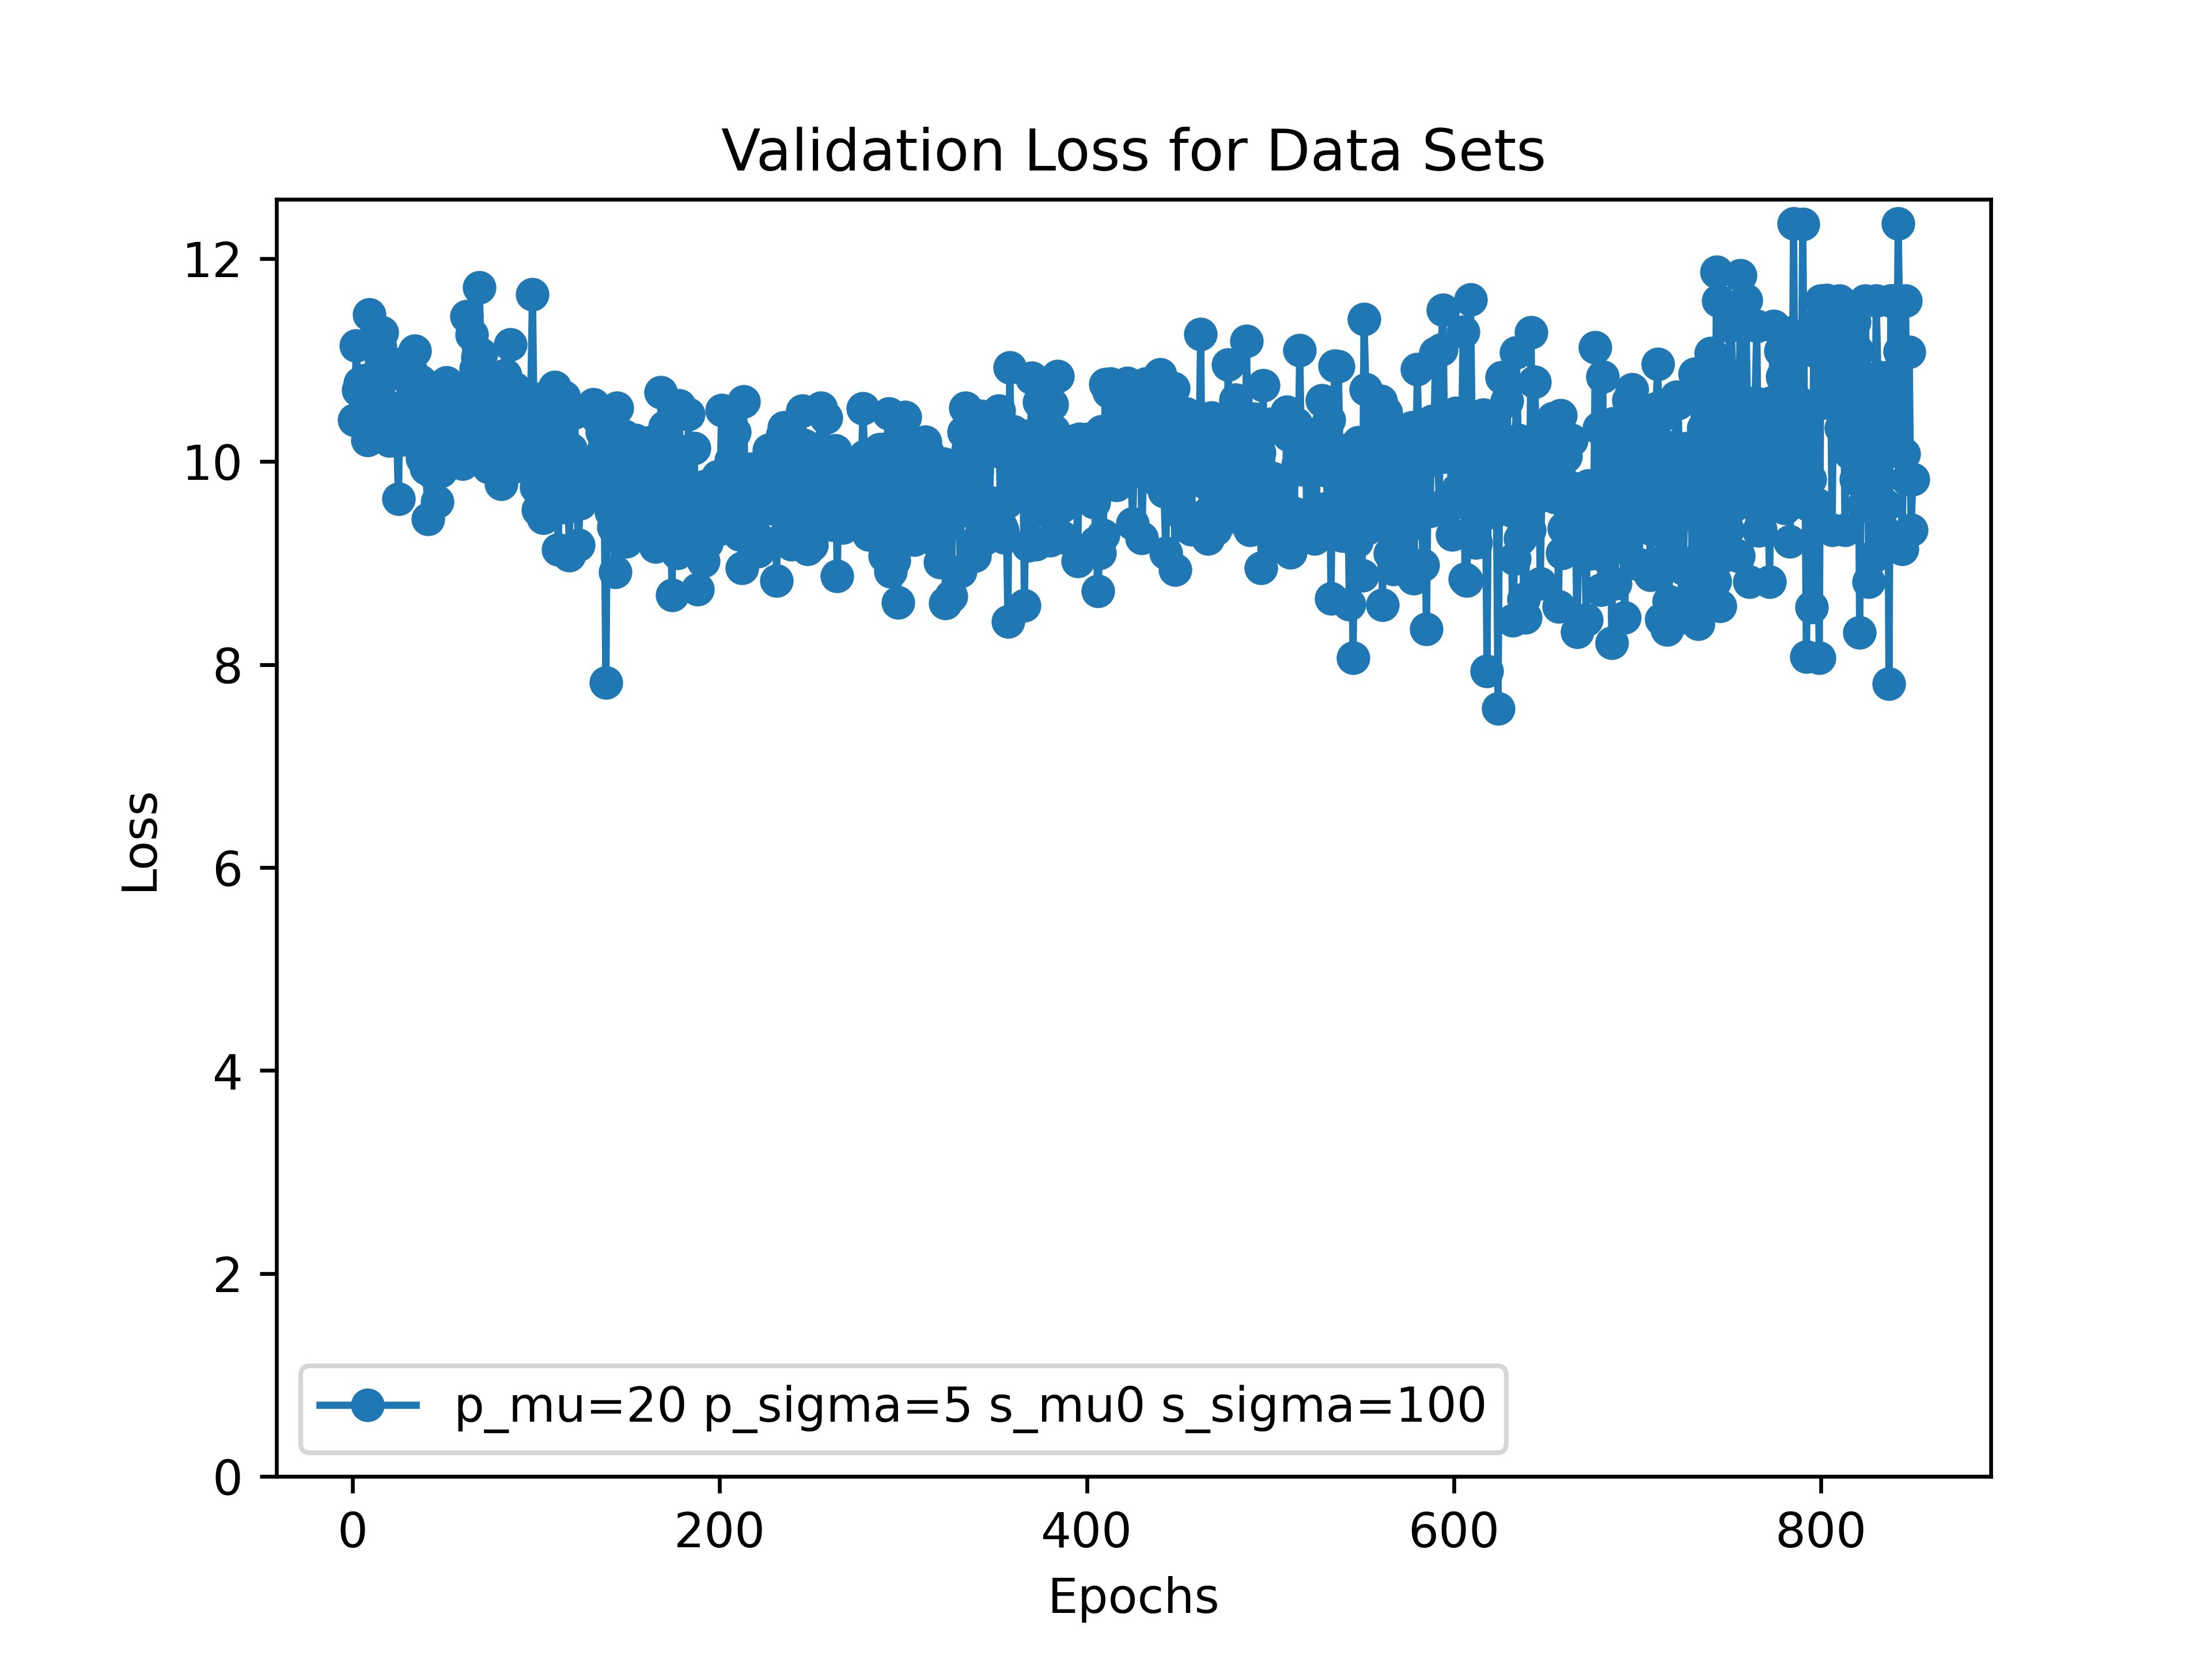 Validation Loss for Data Sets
12
10
8
6
4
2
0
Loss
p_mu=20 p_sigma=5 s_mu0 s_sigma=100
0 200 400 600 800
Epochs